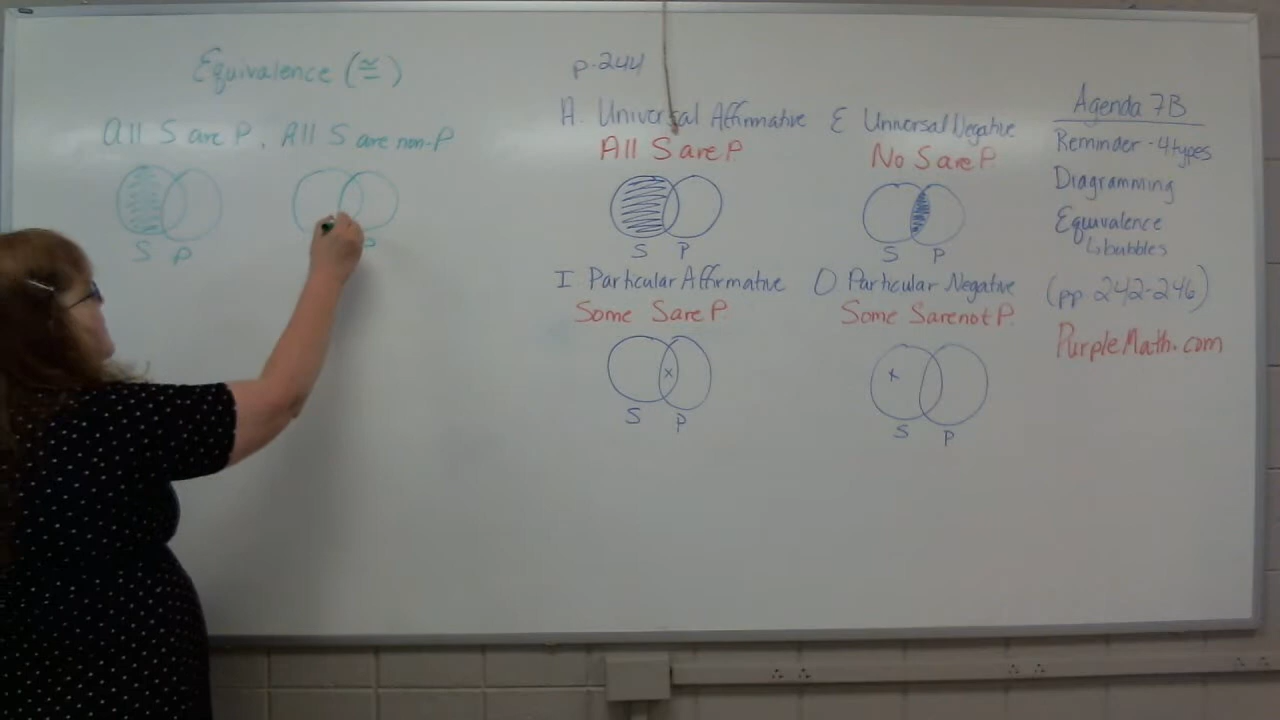 Equivalence (≅)
All S are P, All S are non-P
S P
P
p. 244
A. Universal Affirmative
All S are P
S P
E Universal Negative
No S are P.
S P
I Particular Affirmative
Some S are P.
x
S P
O Particular Negative
Some S are not P.
x
S P
Agenda 7B
Reminder - 4 types
Diagramming
Equivalence
↳ bubbles
(pp 242-246)
PurpleMath.com